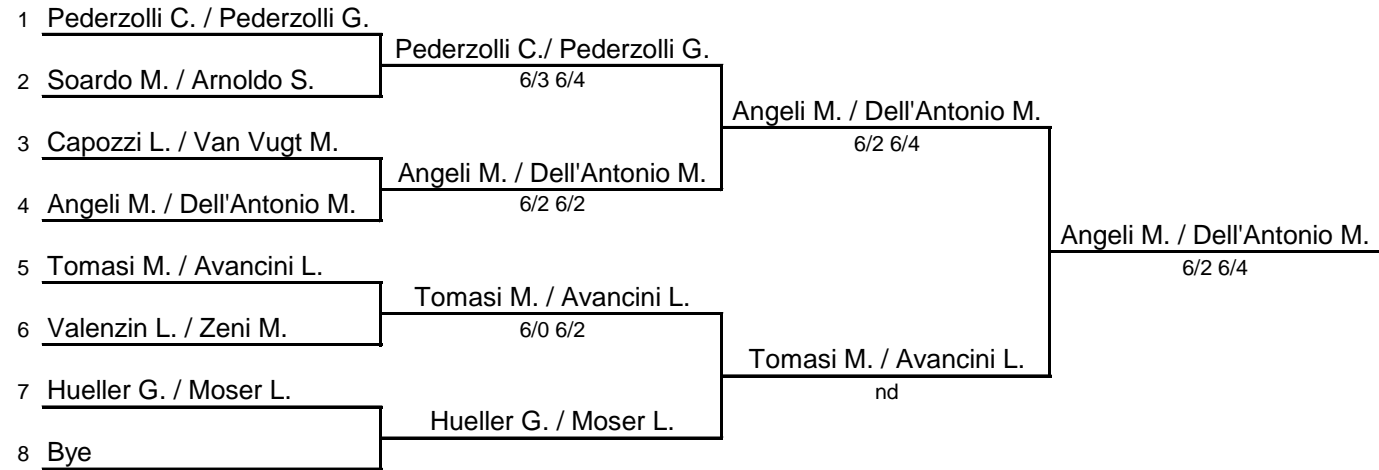 1 Pederzolli C. / Pederzolli G.
Pederzolli C./ Pederzolli G.
2 Soardo M. / Arnoldo S.
6/3 6/4
Angeli M. / Dell'Antonio M.
3 Capozzi L. / Van Vugt M.
6/2 6/4
Angeli M. / Dell'Antonio M.
4 Angeli M. / Dell'Antonio M.
6/2 6/2
Angeli M. / Dell'Antonio M.
5 Tomasi M. / Avancini L.
6/2 6/4
Tomasi M. / Avancini L.
6 Valenzin L. / Zeni M.
6/0 6/2
Tomasi M. / Avancini L.
7 Hueller G. / Moser L.
nd
Hueller G. / Moser L.
8 Bye